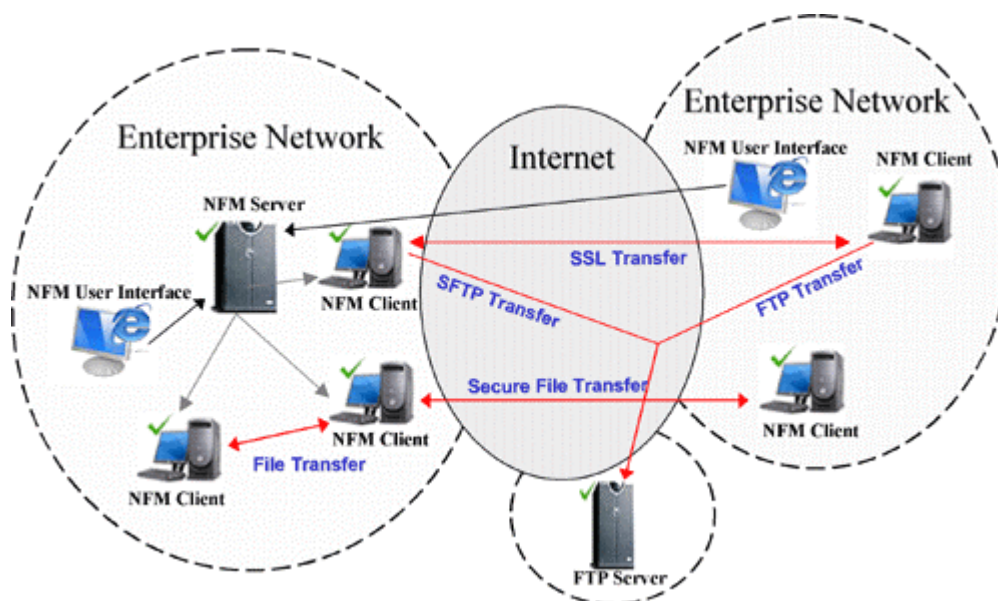 Enterprise Network
Enterprise Network
Internet
NFM User Interface
NFM Client
NFM Server
SSL Transfer
NFM Client
SFTP Transfer
FTP Transfer
NFM User Interface
Secure File Transfer
NFM Client
NFM Client
File Transfer
NFM Client
FTP Server